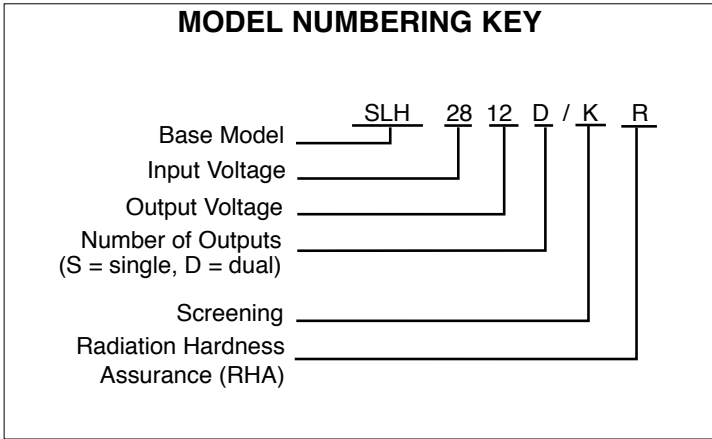 MODEL NUMBERING KEY
SLH 28 12 D / K R
Base Model
Input Voltage
Output Voltage
Number of Outputs
(S = single, D = dual)
Screening
Radiation Hardness
Assurance (RHA)